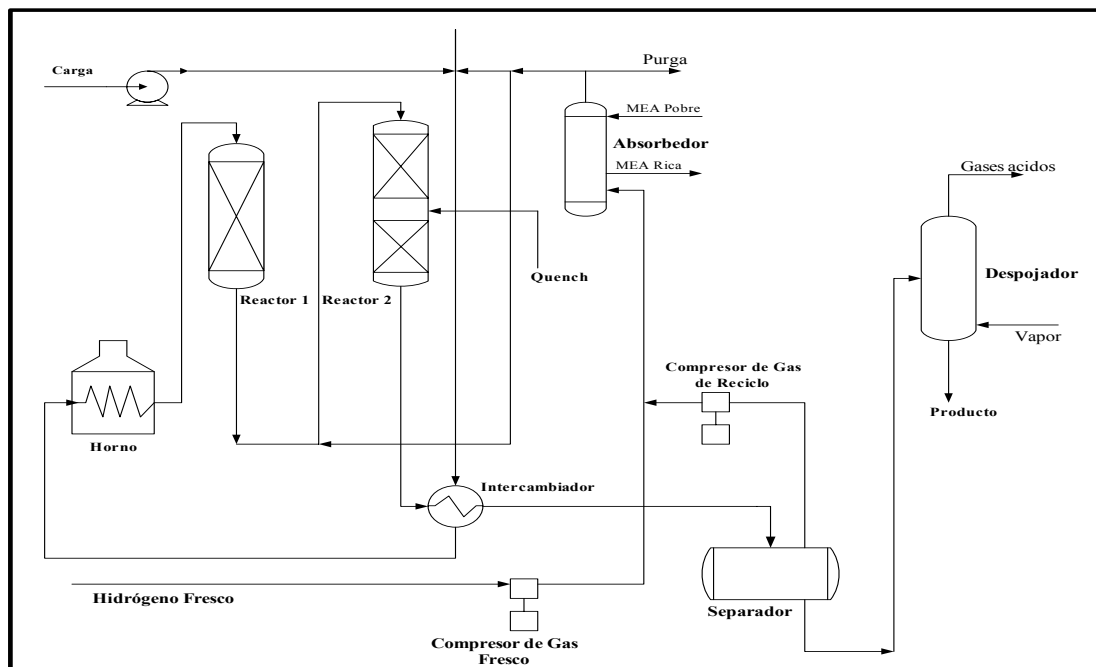 Carga
Purga
MEA Pobre
Absorbedor
MEA Rica
Gases acidos
Quench
Reactor 1
Reactor 2
Despojador
Vapor
Compresor de Gas
de Reciclo
Producto
Horno
Intercambiador
Hidrógeno Fresco
Separador
Compresor de Gas
Fresco